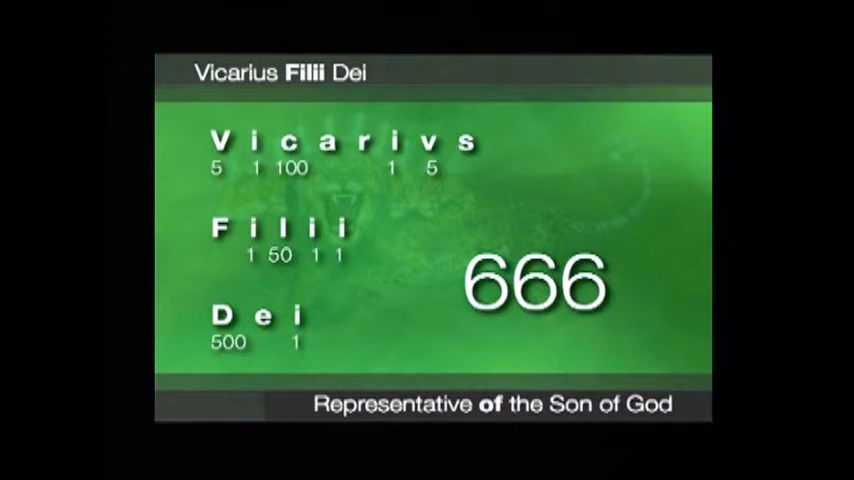 Vicarius Filii Dei
V i c a r i v s
5 1 100 1 5
F i l i i
1 50 1 1
666
D e i
500 1
Representative of the Son of God